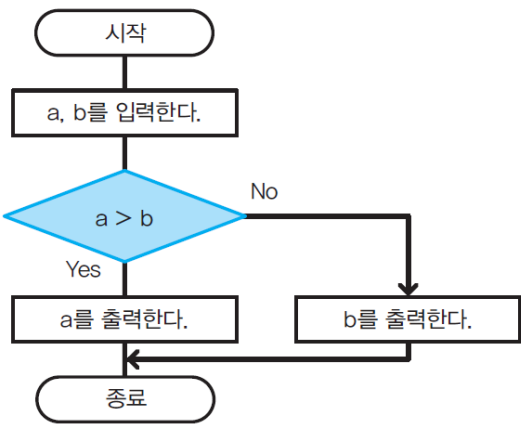 시작
a, b를 입력한다.
a > b
No
Yes
a를 출력한다.
b를 출력한다.
종료